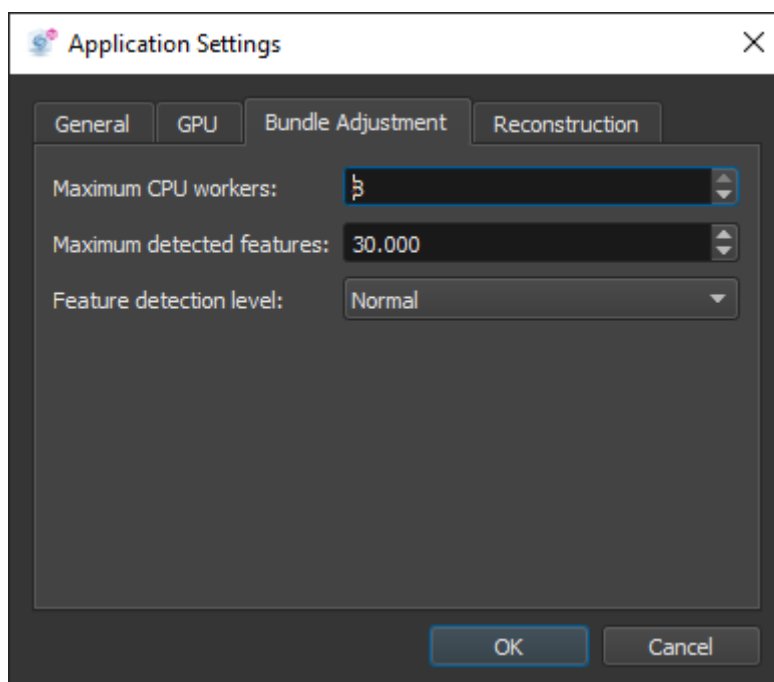 Application Settings
General GPU Bundle Adjustment Reconstruction
Maximum CPU workers:
Maximum detected features: 30.000
Feature detection level: Normal
OK Cancel